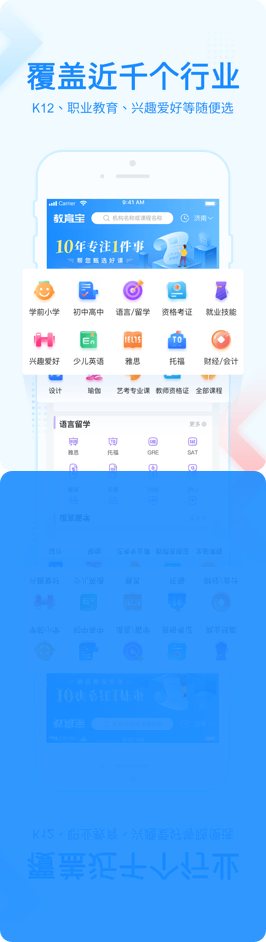 覆盖近千个行业
K12、职业教育、兴趣爱好等随便选
Carrier 9:41 AM
教育宝 机构名称或课程名称 济南
10年专注1件事
帮您甄选好课
学前小学 初中高中 语言/留学 资格考证 就业技能
兴趣爱好 少儿英语 雅思 托福 财经/会计
设计 瑜伽 艺考专业课 教师资格证 全部课程
语言留学 更多
雅思 托福 GRE SAT